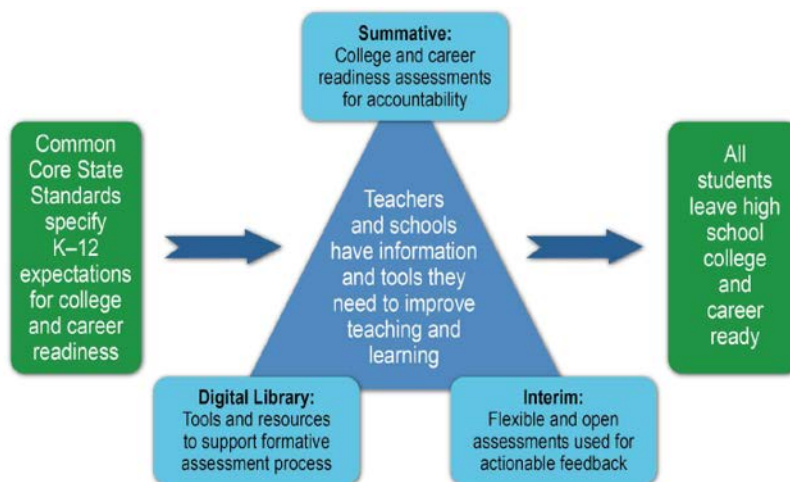 Summative:
College and career
readiness assessments
for accountability
Common
Core State
Standards
specify
K–12
expectations
for college
and career
readiness
Teachers
and schools
have information
and tools they
need to improve
teaching and
learning
All
students
leave high
school
college
and
career
ready
Digital Library:
Tools and resources
to support formative
assessment process
Interim:
Flexible and open
assessments used for
actionable feedback